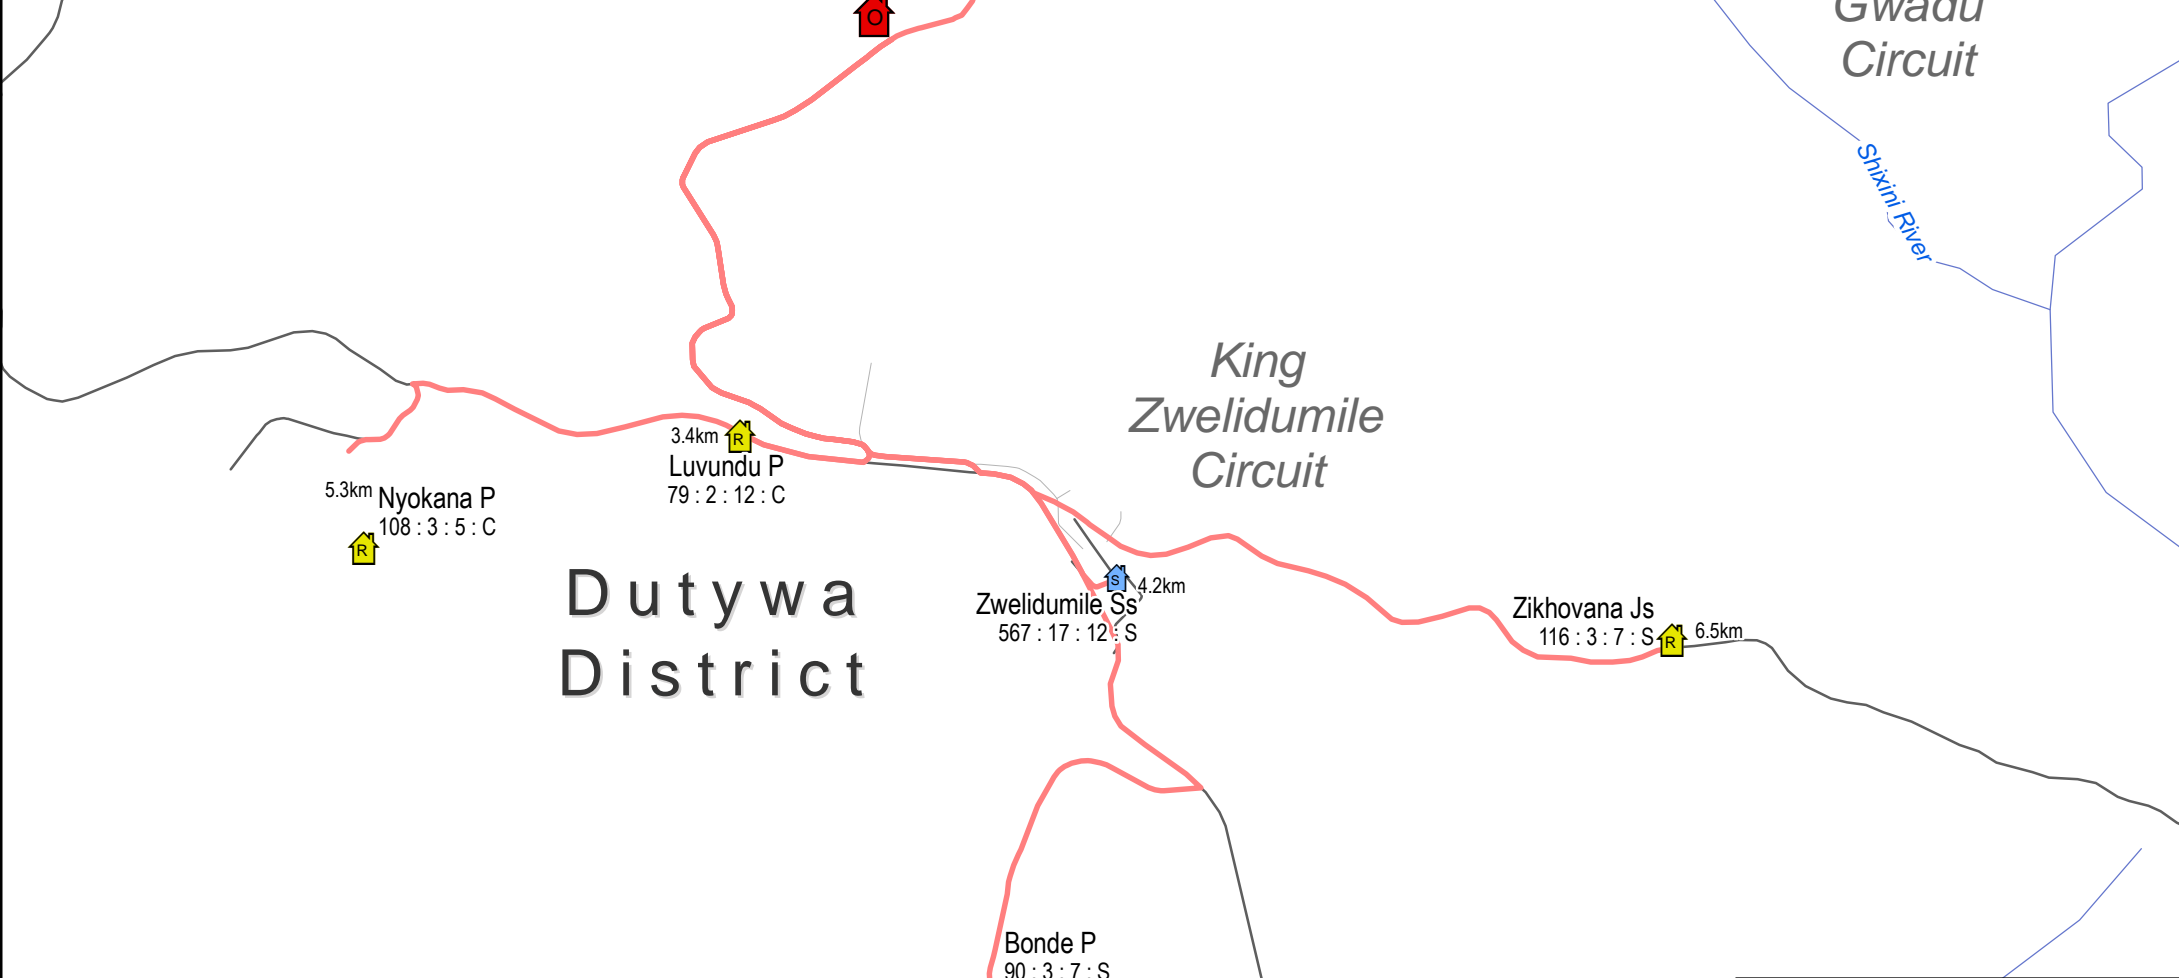 O
Gwadu
Circuit
Shixini River
King
Zwelidumile
Circuit
3.4km
R
Luvundu P
79 : 2 : 12 : C
5.3km
Nyokana P
108 : 3 : 5 : C
R
Dutywa
District
S
4.2km
Zwelidumile Ss
567 : 17 : 12 : S
Zikhovana Js
116 : 3 : 7 : S
R
6.5km
Bonde P
90 : 3 : 7 : S